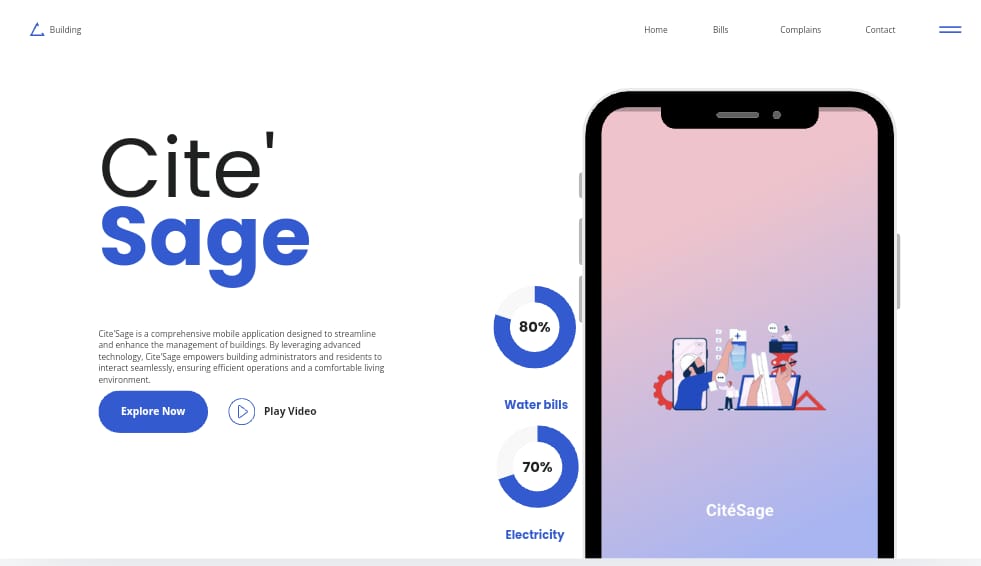 Building
Home
Bills
Complains
Contact
Cite'
Sage
Cite'Sage is a comprehensive mobile application designed to streamline
and enhance the management of buildings. By leveraging advanced
technology, Cite'Sage empowers building administrators and residents to
interact seamlessly, ensuring efficient operations and a comfortable living
environment.
Explore Now
Play Video
80%
Water bills
70%
Electricity
CitéSage